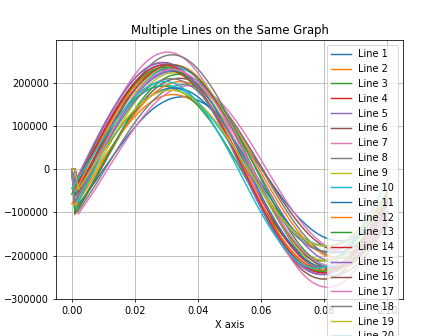 Multiple Lines on the Same Graph
200000
100000
0
−100000
−200000
−300000
0.00
0.02
0.04
0.06
0.08
X axis
Line 1
Line 2
Line 3
Line 4
Line 5
Line 6
Line 7
Line 8
Line 9
Line 10
Line 11
Line 12
Line 13
Line 14
Line 15
Line 16
Line 17
Line 18
Line 19
Line 20